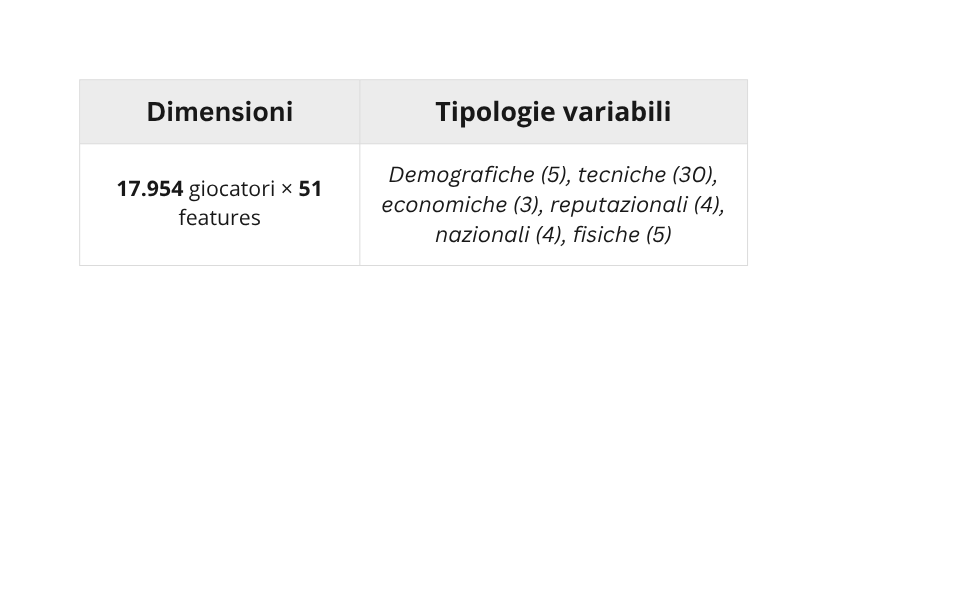 Dimensioni
Tipologie variabili
17.954 giocatori × 51
features
Demografiche (5), tecniche (30),
economiche (3), reputazionali (4),
nazionali (4), fisiche (5)